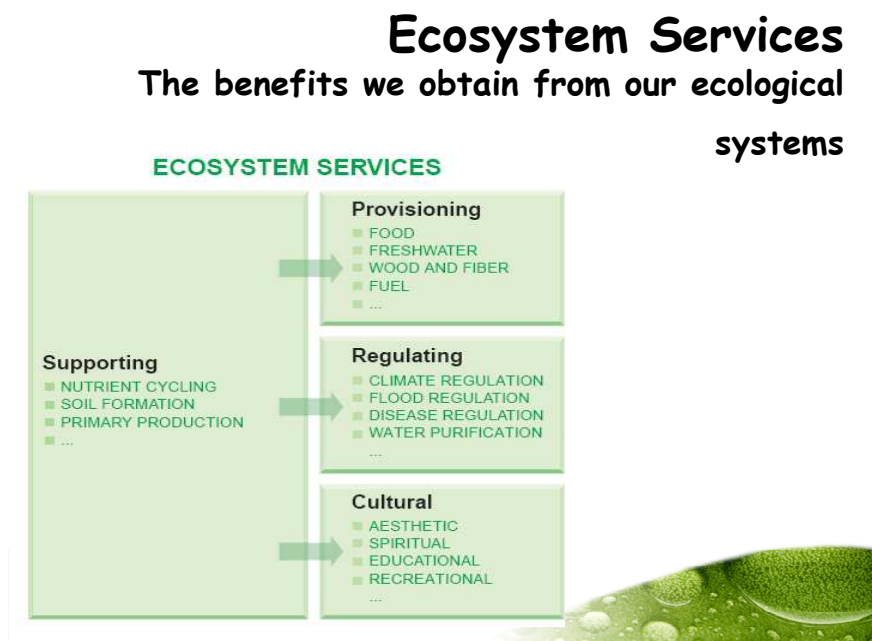 Ecosystem Services
The benefits we obtain from our ecological
systems
ECOSYSTEM SERVICES
Supporting
NUTRIENT CYCLING
SOIL FORMATION
PRIMARY PRODUCTION
...
Provisioning
FOOD
FRESHWATER
WOOD AND FIBER
FUEL
...
Regulating
CLIMATE REGULATION
FLOOD REGULATION
DISEASE REGULATION
WATER PURIFICATION
...
Cultural
AESTHETIC
SPIRITUAL
EDUCATIONAL
RECREATIONAL
...